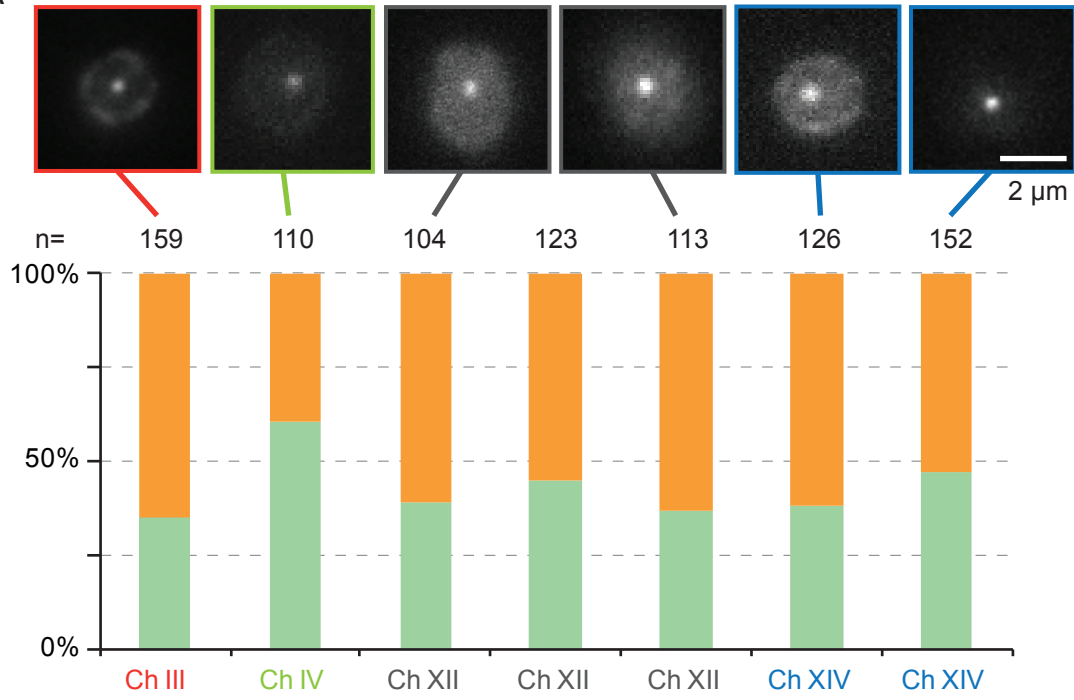 2 µm
n= 159 110 104 123 113 126 152
100%
50%
0%
Ch III Ch IV Ch XII Ch XII Ch XII Ch XIV Ch XIV